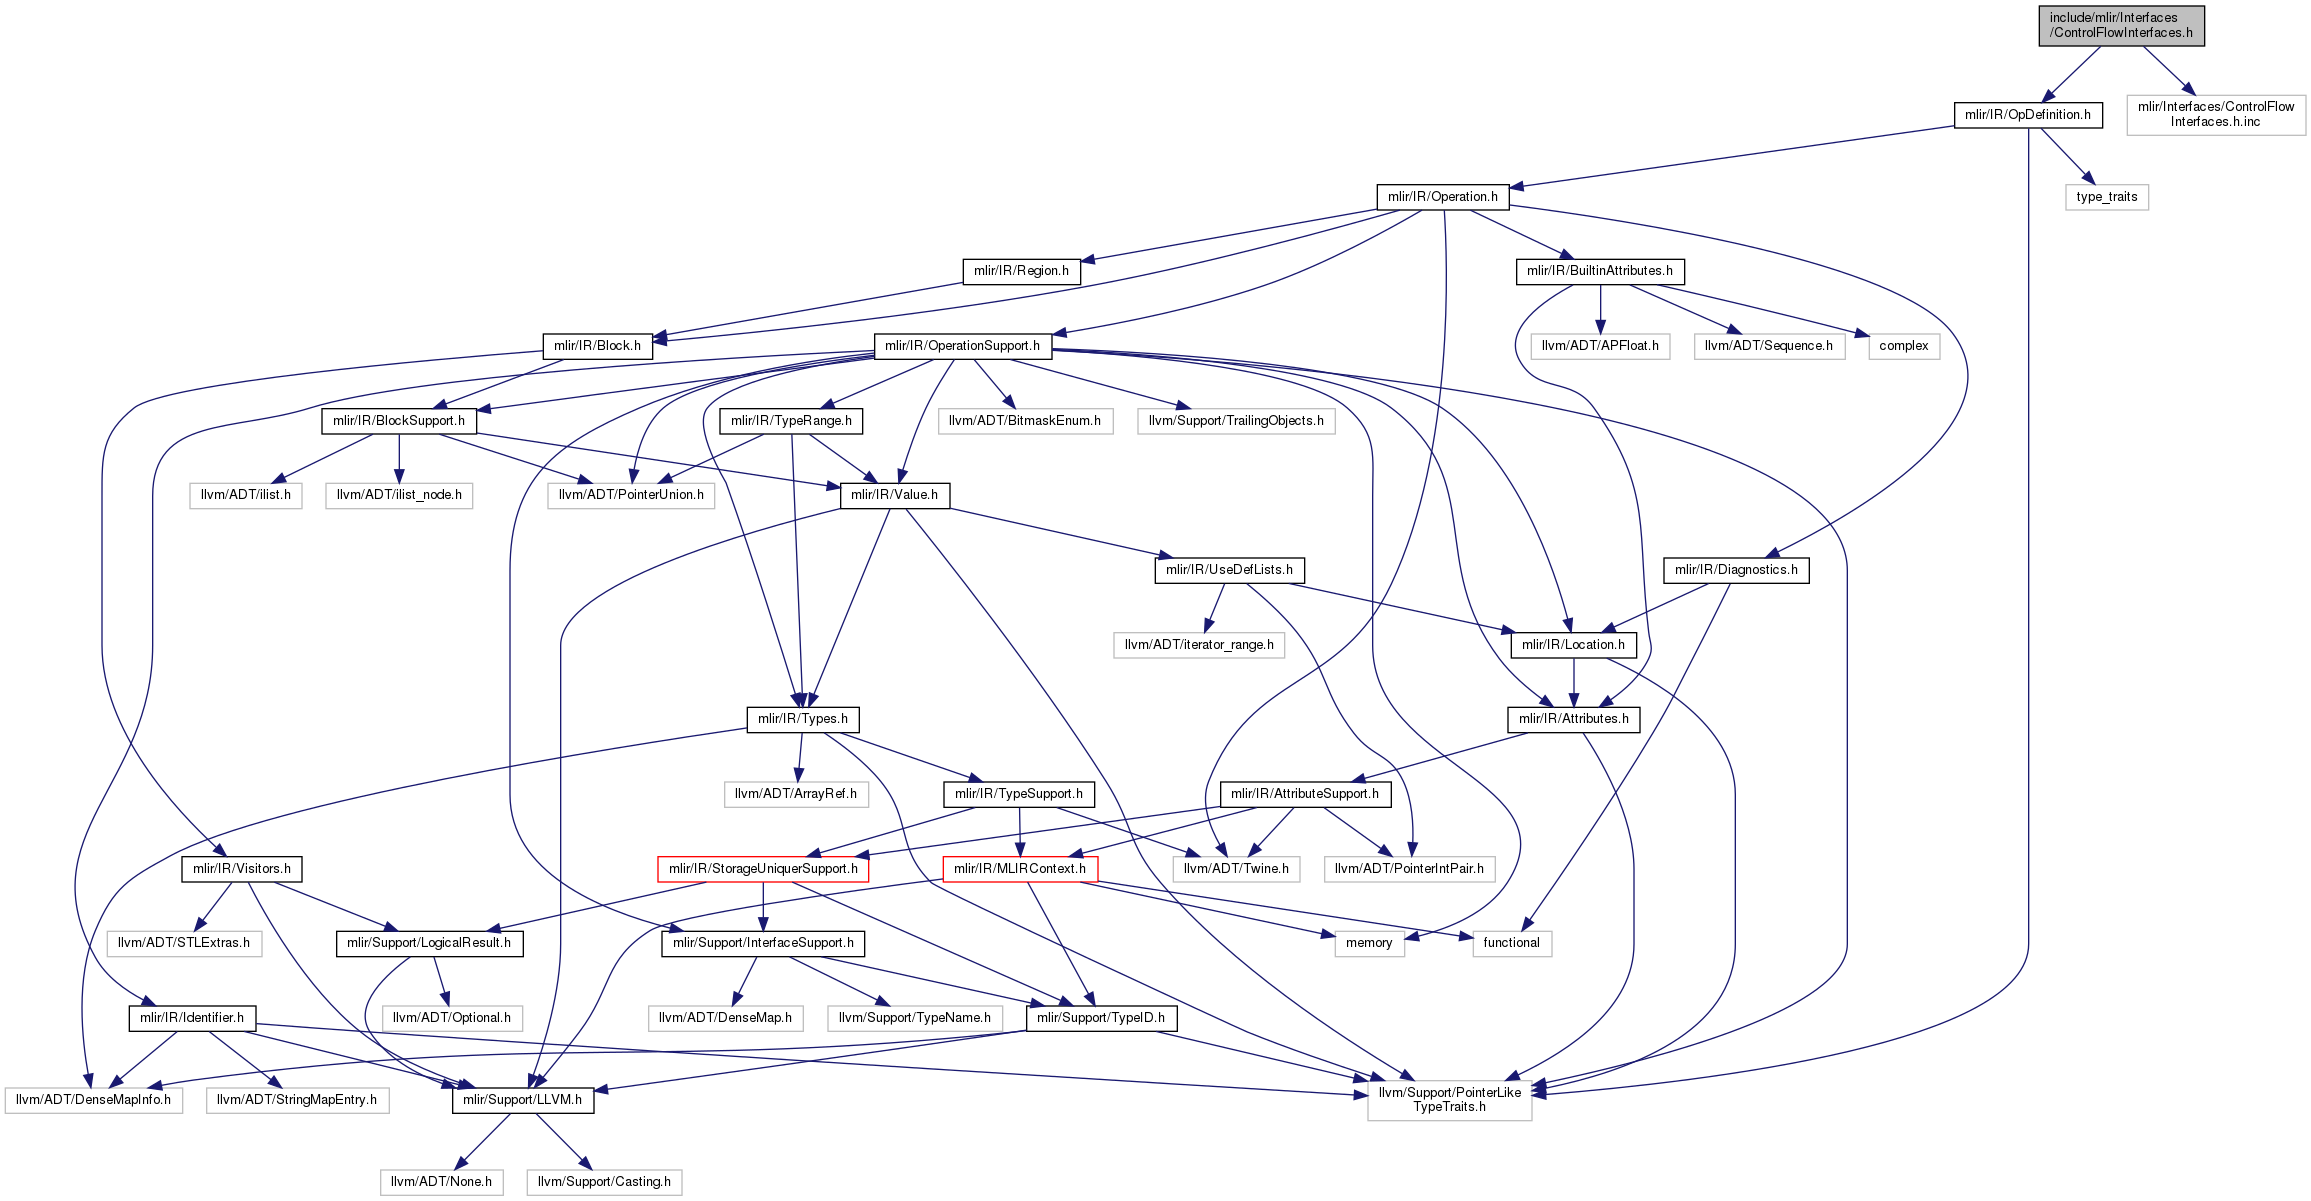 include/mlir/Interfaces
/ControlFlowInterfaces.h
mlir/IR/OpDefinition.h
mlir/Interfaces/ControlFlow
Interfaces.h.inc
mlir/IR/Operation.h
type_traits
mlir/IR/Region.h
mlir/IR/BuiltinAttributes.h
mlir/IR/Block.h
mlir/IR/OperationSupport.h
llvm/ADT/APFloat.h
llvm/ADT/Sequence.h
complex
mlir/IR/BlockSupport.h
mlir/IR/TypeRange.h
llvm/ADT/BitmaskEnum.h
llvm/Support/TrailingObjects.h
llvm/ADT/ilist.h
llvm/ADT/ilist_node.h
llvm/ADT/PointerUnion.h
mlir/IR/Value.h
mlir/IR/UseDefLists.h
mlir/IR/Diagnostics.h
llvm/ADT/iterator_range.h
mlir/IR/Location.h
mlir/IR/Types.h
mlir/IR/Attributes.h
llvm/ADT/ArrayRef.h
mlir/IR/TypeSupport.h
mlir/IR/AttributeSupport.h
mlir/IR/Visitors.h
mlir/IR/StorageUniquerSupport.h
mlir/IR/MLIRContext.h
llvm/ADT/Twine.h
llvm/ADT/PointerIntPair.h
llvm/ADT/STLExtras.h
mlir/Support/LogicalResult.h
mlir/Support/InterfaceSupport.h
memory
functional
mlir/IR/Identifier.h
llvm/ADT/Optional.h
llvm/ADT/DenseMap.h
llvm/Support/TypeName.h
mlir/Support/TypeID.h
llvm/ADT/DenseMapInfo.h
llvm/ADT/StringMapEntry.h
mlir/Support/LLVM.h
llvm/Support/PointerLike
TypeTraits.h
llvm/ADT/None.h
llvm/Support/Casting.h